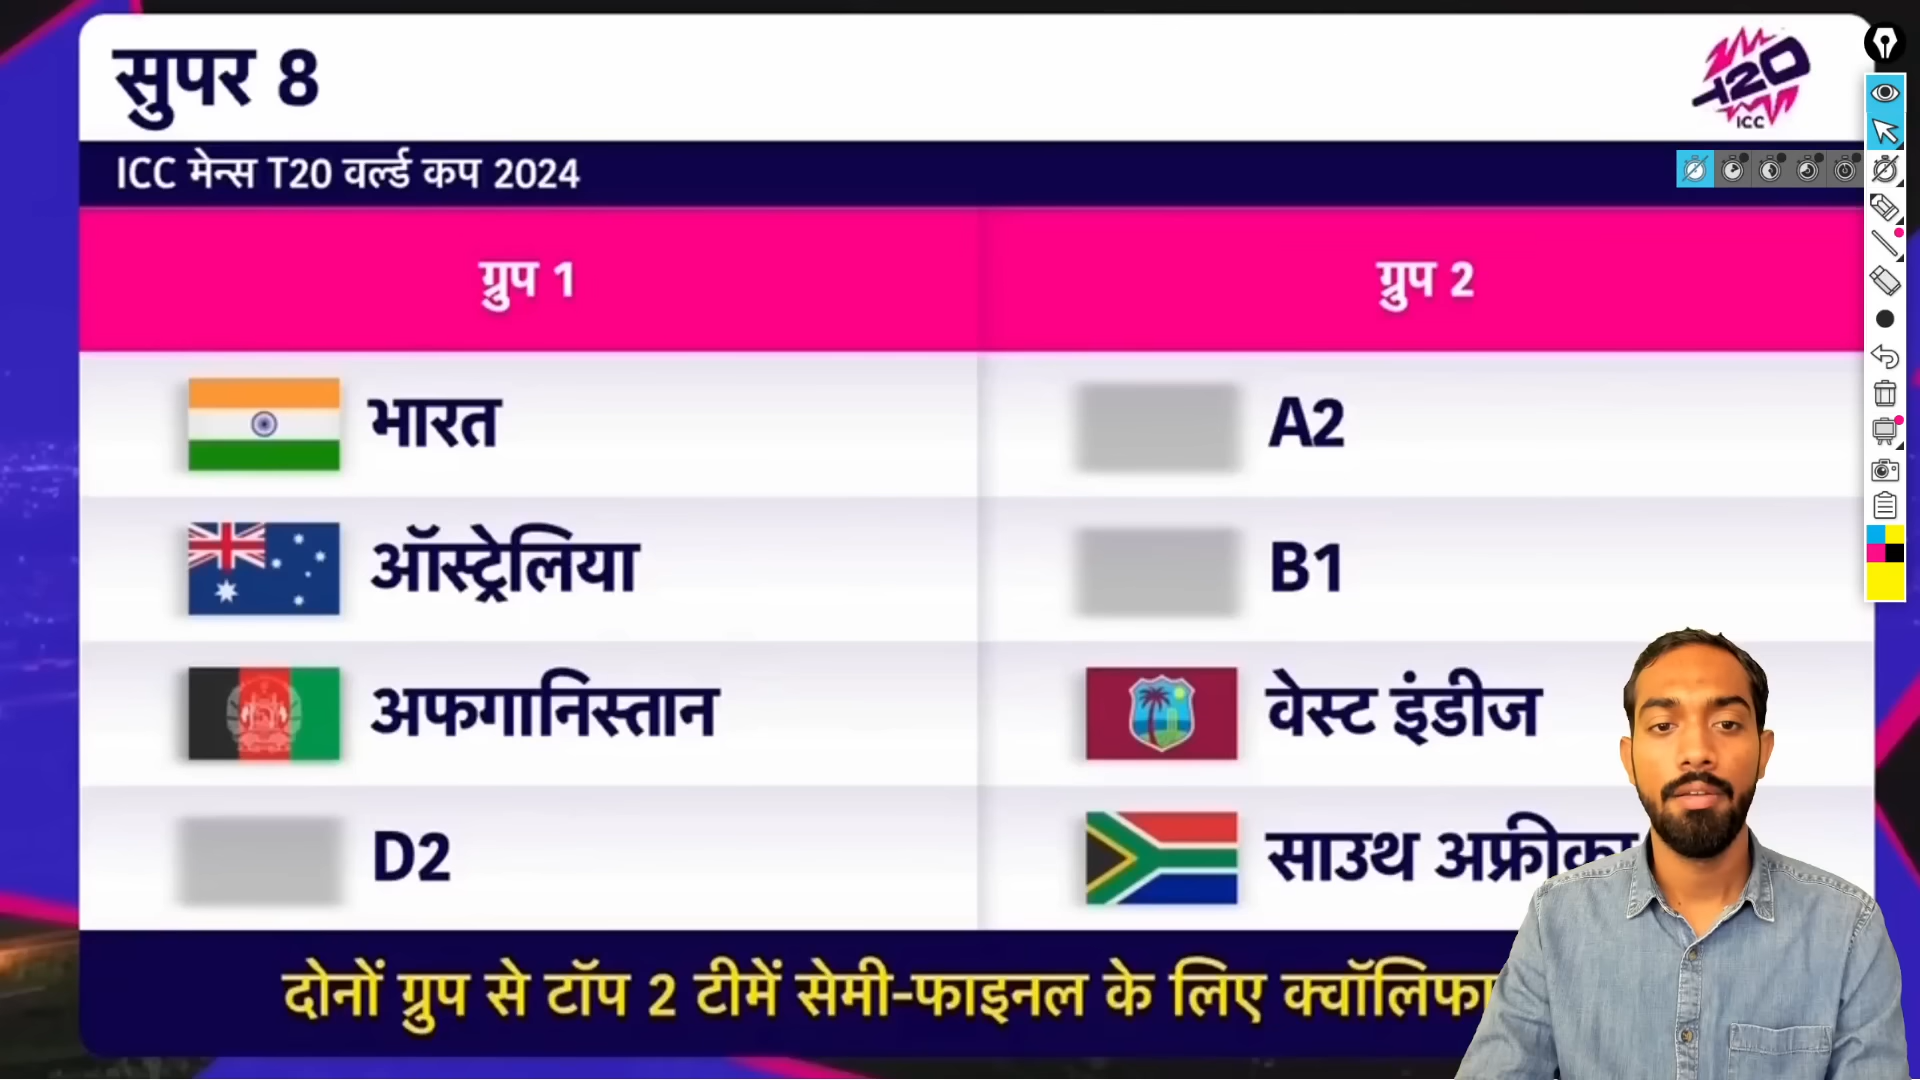 सुपर 8
T20
ICC
ICC मेन्स T20 वर्ल्ड कप 2024
ग्रुप 1
ग्रुप 2
भारत
A2
ऑस्ट्रेलिया
B1
अफगानिस्तान
वेस्ट इंडीज
D2
साउथ अफ्रीका
दोनों ग्रुप से टॉप 2 टीमें सेमी-फाइनल के लिए